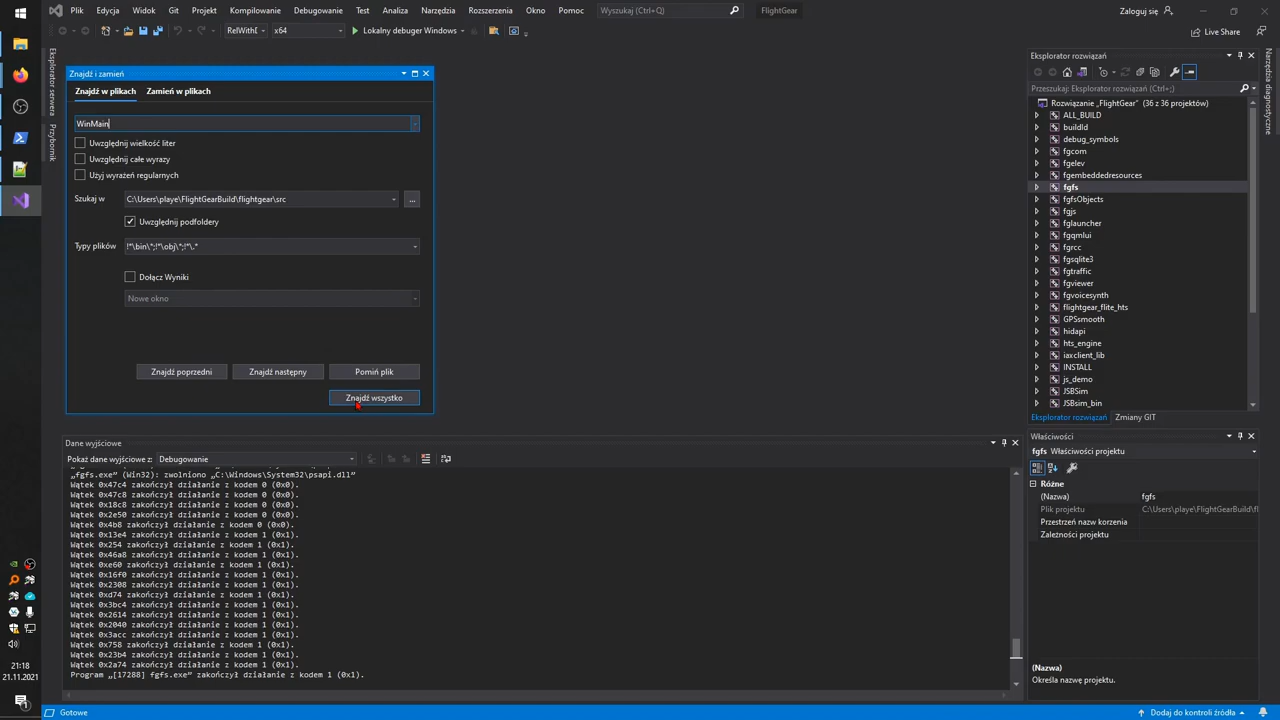 Plik Edycja Widok Git Projekt Kompilowanie Debugowanie Test Analiza Narzędzia Rozszerzenia Okno Pomoc Wyszukaj (Ctrl+Q) FlightGear Zaloguj się
RelWithD x64 Lokalny debuger Windows Live Share
Eksplorator serwera
Przybornik
Znajdź i zamień
Znajdź w plikach Zamień w plikach
WinMain
Uwzględnij wielkość liter
Uwzględnij całe wyrazy
Użyj wyrażeń regularnych
Szukaj w C:\Users\playe\FlightGearBuild\flightgear\src ...
Uwzględnij podfoldery
Typy plików !*\bin\*;!*\obj\*;!*\.*
Dołącz Wyniki
Nowe okno
Znajdź poprzedni Znajdź następny Pomiń plik
Znajdź wszystko
Dane wyjściowe
Pokaż dane wyjściowe z: Debugowanie
„fgfs.exe” (Win32): zwolniono „C:\Windows\System32\psapi.dll”
Wątek 0x47c4 zakończył działanie z kodem 0 (0x0).
Wątek 0x47c8 zakończył działanie z kodem 0 (0x0).
Wątek 0x18c8 zakończył działanie z kodem 0 (0x0).
Wątek 0x2e50 zakończył działanie z kodem 0 (0x0).
Wątek 0x4b8 zakończył działanie z kodem 0 (0x0).
Wątek 0x13e4 zakończył działanie z kodem 1 (0x1).
Wątek 0x254 zakończył działanie z kodem 1 (0x1).
Wątek 0x46a8 zakończył działanie z kodem 1 (0x1).
Wątek 0xe60 zakończył działanie z kodem 1 (0x1).
Wątek 0x16f0 zakończył działanie z kodem 1 (0x1).
Wątek 0x2308 zakończył działanie z kodem 1 (0x1).
Wątek 0xd74 zakończył działanie z kodem 1 (0x1).
Wątek 0x3bc4 zakończył działanie z kodem 1 (0x1).
Wątek 0x2614 zakończył działanie z kodem 1 (0x1).
Wątek 0x2040 zakończył działanie z kodem 1 (0x1).
Wątek 0x3acc zakończył działanie z kodem 1 (0x1).
Wątek 0x758 zakończył działanie z kodem 1 (0x1).
Wątek 0x23b4 zakończył działanie z kodem 1 (0x1).
Wątek 0x2a74 zakończył działanie z kodem 1 (0x1).
Program „[17288] fgfs.exe” zakończył działanie z kodem 1 (0x1).
Eksplorator rozwiązań
Przeszukaj: Eksplorator rozwiązań (Ctrl+;)
Rozwiązanie „FlightGear” (36 z 36 projektów)
ALL_BUILD
buildId
debug_symbols
fgcom
fgelev
fgembeddedresources
fgfs
fgfsObjects
fgjs
fglauncher
fgqmlui
fgrcc
fgsqlite3
fgtraffic
fgviewer
fgvoicesynth
flightgear_flite_hts
GPSsmooth
hidapi
hts_engine
iaxclient_lib
INSTALL
js_demo
JSBSim
JSBsim_bin
Eksplorator rozwiązań Zmiany GIT
Właściwości
fgfs Właściwości projektu
Różne
(Nazwa) fgfs
Plik projektu C:\Users\playe\FlightGearBuild\fl
Przestrzeń nazw korzenia
Zależności projektu
(Nazwa)
Określa nazwę projektu.
Narzędzia diagnostyczne
21:18
21.11.2021
Gotowe Dodaj do kontroli źródła